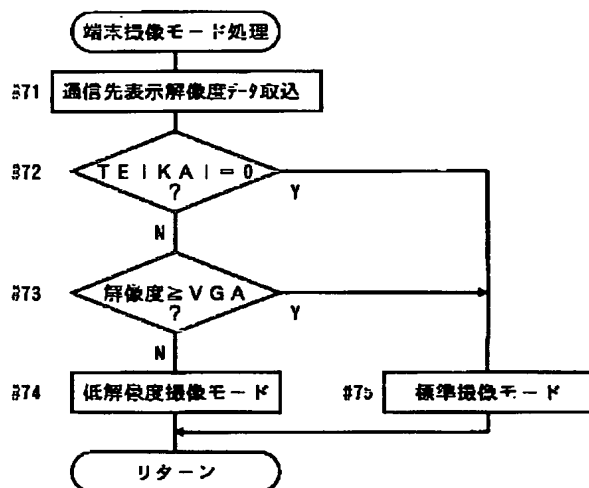 端末撮像モード処理
#71 通信先表示解像度データ取込
#72 TEIKAI=0
?
Y
N
#73 解像度≧VGA
?
Y
N
#74 低解像度撮像モード
#75 標準撮像モード
リターン